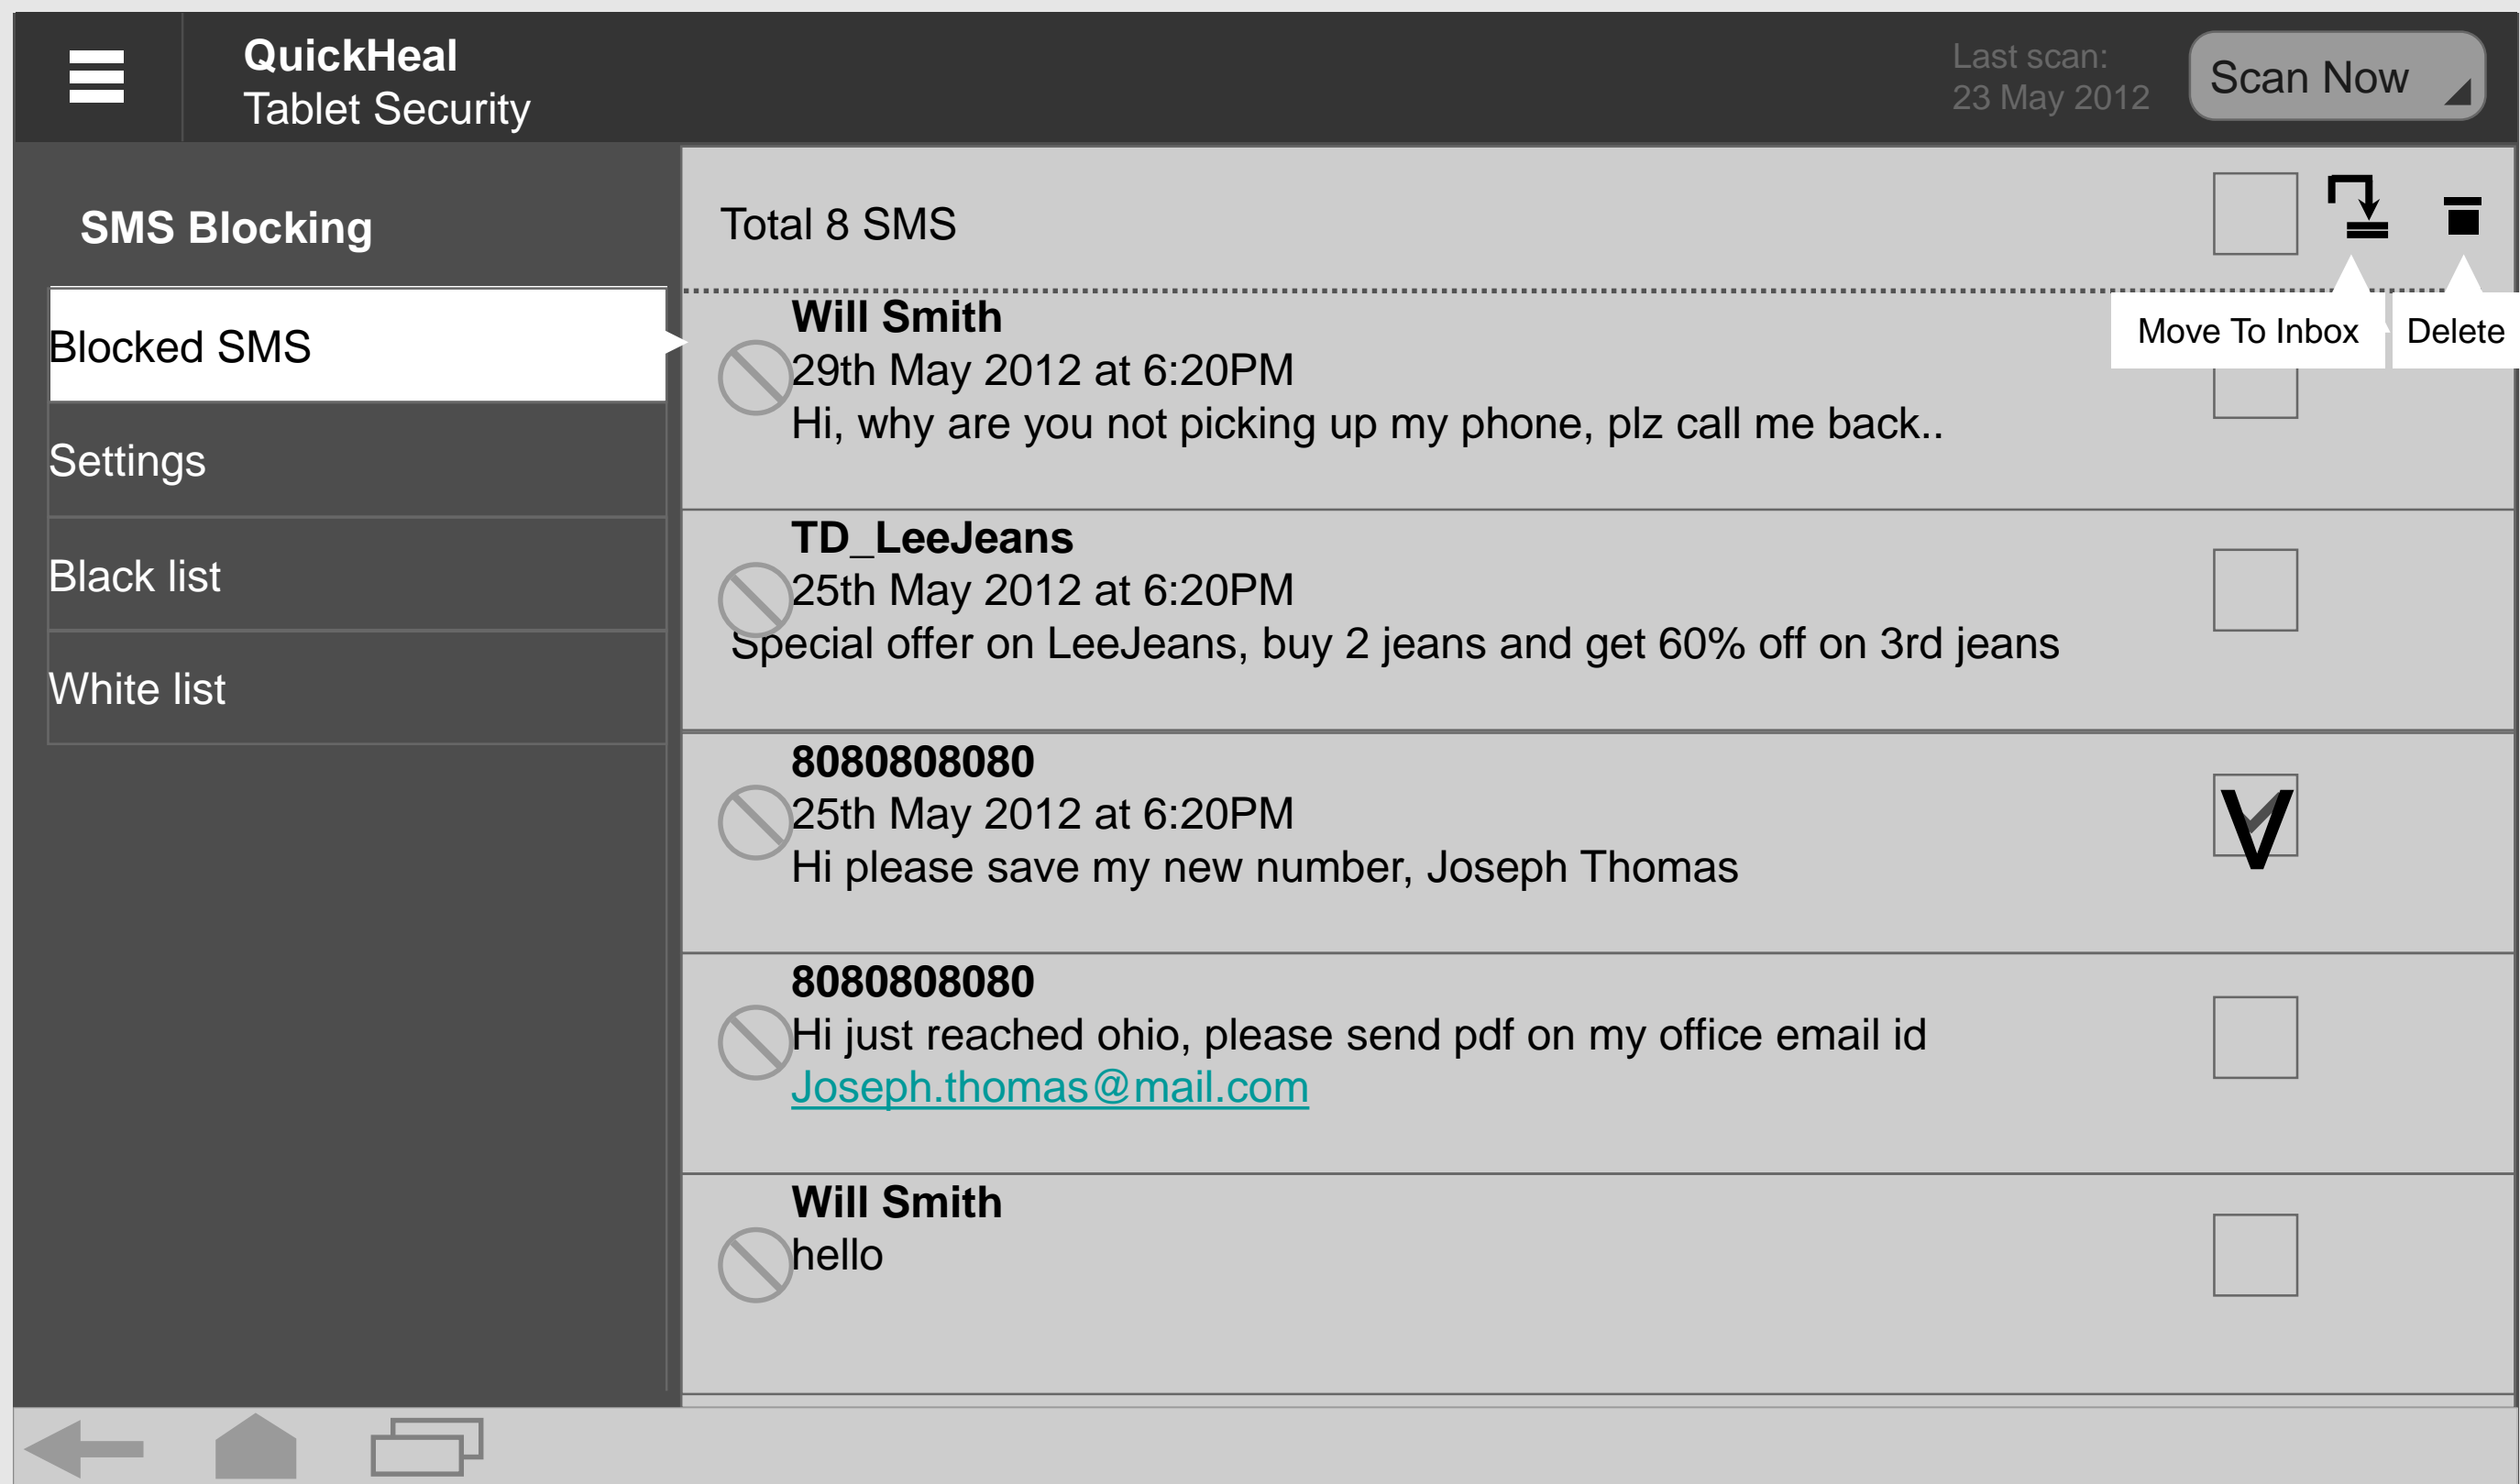 QuickHeal
Tablet Security
Last scan:
23 May 2012
Scan Now
SMS Blocking
Blocked SMS
Settings
Black list
White list
Total 8 SMS
Move To Inbox
Delete
Will Smith
29th May 2012 at 6:20PM
Hi, why are you not picking up my phone, plz call me back..
TD_LeeJeans
25th May 2012 at 6:20PM
Special offer on LeeJeans, buy 2 jeans and get 60% off on 3rd jeans
8080808080
25th May 2012 at 6:20PM
Hi please save my new number, Joseph Thomas
8080808080
Hi just reached ohio, please send pdf on my office email id
Joseph.thomas@mail.com
Will Smith
hello